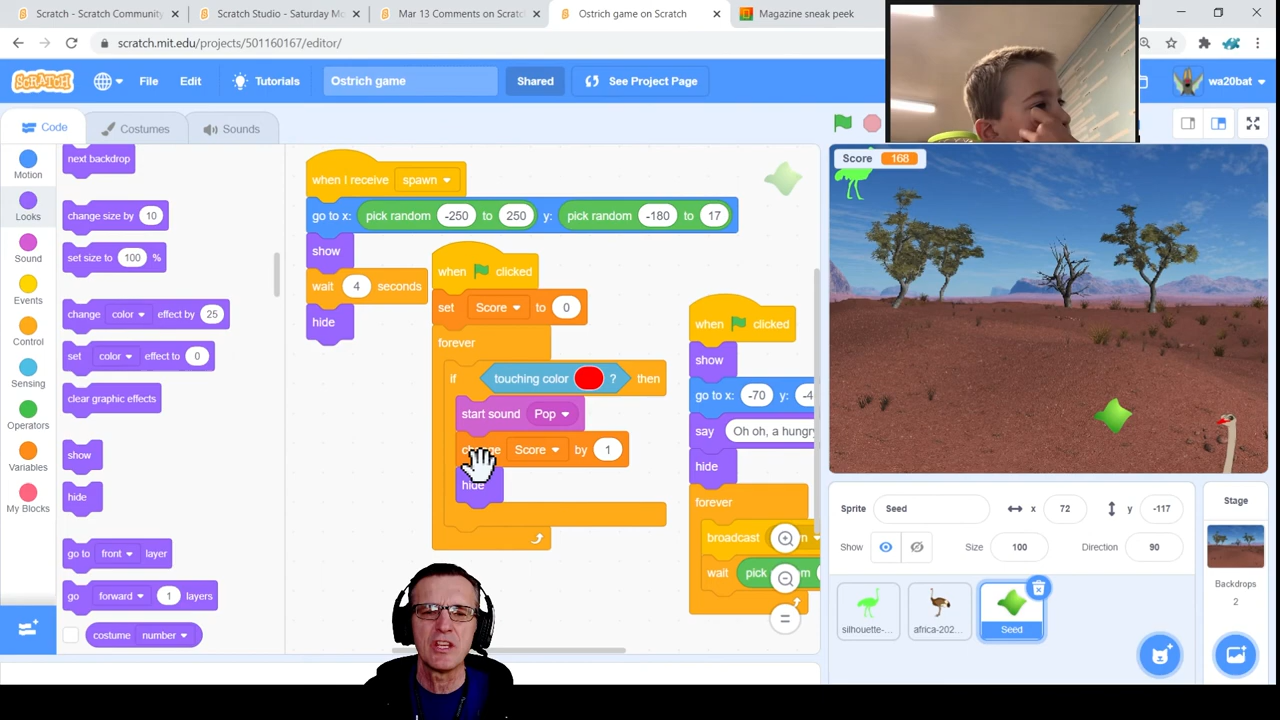 Scratch - Scratch Community
Scratch Studio - Saturday Mo
Mar 13 Comments on Scratc
Ostrich game on Scratch
Magazine sneak peek
scratch.mit.edu/projects/501160167/editor/
SCRATCH
File
Edit
Tutorials
Ostrich game
Shared
See Project Page
wa20bat
Code
Costumes
Sounds
Motion
Looks
Sound
Events
Control
Sensing
Operators
Variables
My Blocks
next backdrop
change size by 10
set size to 100 %
change color effect by 25
set color effect to 0
clear graphic effects
show
hide
go to front layer
go forward 1 layers
costume number
when I receive spawn
go to x: pick random -250 to 250 y: pick random -180 to 17
show
wait 4 seconds
hide
when clicked
set Score to 0
forever
if touching color ? then
start sound Pop
change Score by 1
hide
when clicked
show
go to x: -70 y: -4
say Oh oh, a hungr
hide
forever
broadcast
wait pick
Score 168
Sprite Seed x 72 y -117
Show Size 100 Direction 90
silhouette-...
africa-202...
Seed
Stage
Backdrops
2